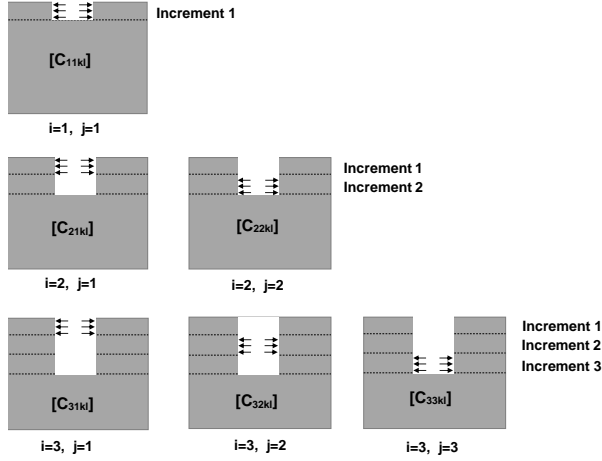 Increment 1
[C11kl]
i=1, j=1
Increment 1
Increment 2
[C21kl]
[C22kl]
i=2, j=1
i=2, j=2
Increment 1
Increment 2
Increment 3
[C31kl]
[C32kl]
[C33kl]
i=3, j=1
i=3, j=2
i=3, j=3